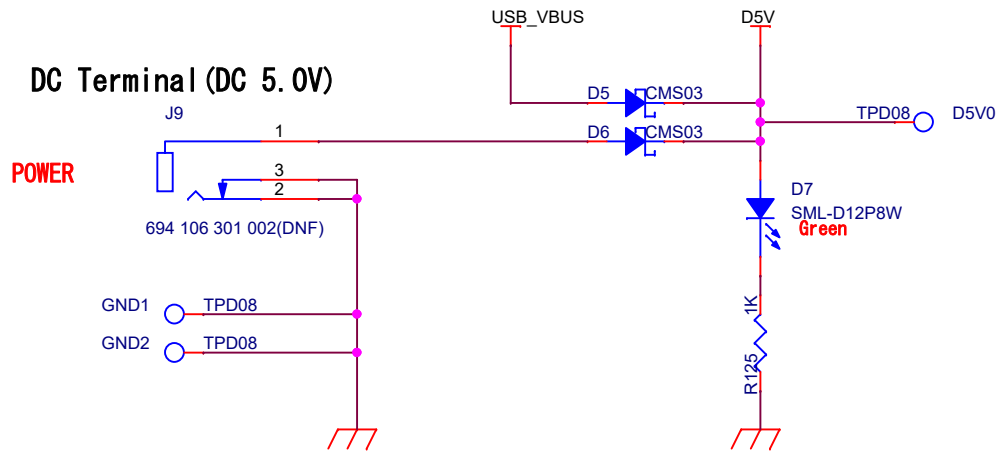 USB_VBUS
D5V
DC Terminal(DC 5.0V)
D5
CMS03
J9
TPD08
D5V0
1
D6
CMS03
POWER
3
2
D7
SML-D12P8W
Green
694 106 301 002(DNF)
GND1
TPD08
1K
GND2
TPD08
R125